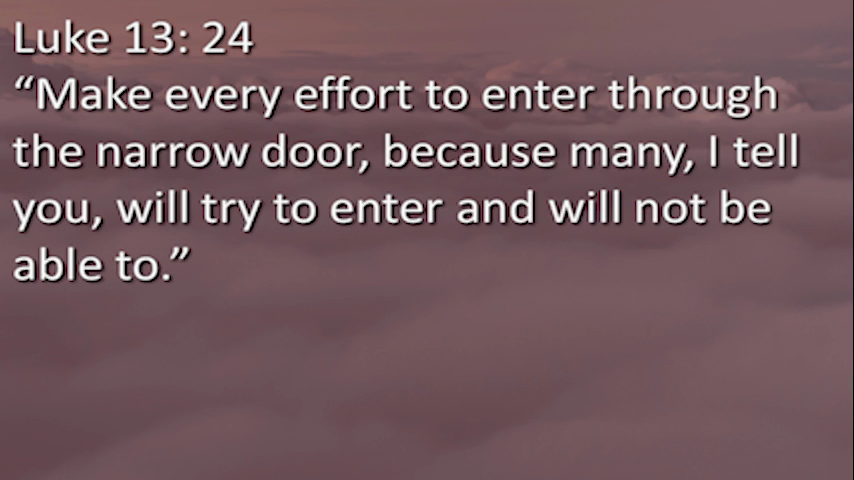 Luke 13: 24
“Make every effort to enter through
the narrow door, because many, I tell
you, will try to enter and will not be
able to.”